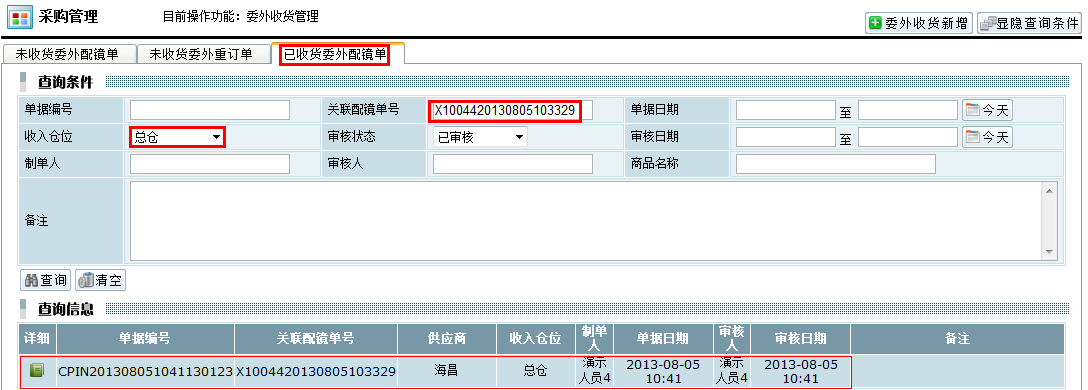 采购管理 目前操作功能：委外收货管理 委外收货新增 显隐查询条件
未收货委外配镜单 未收货委外重订单 已收货委外配镜单
查询条件
单据编号 关联配镜单号 X1004420130805103329 单据日期 至 今天
收入仓位 总仓 审核状态 已审核 审核日期 至 今天
制单人 审核人 商品名称
备注
查询 清空
查询信息
详细 单据编号 关联配镜单号 供应商 收入仓位 制单人 单据日期 审核人 审核日期 备注
CPIN201308051041130123 X1004420130805103329 海昌 总仓 演示人员4 2013-08-05 10:41 演示人员4 2013-08-05 10:41